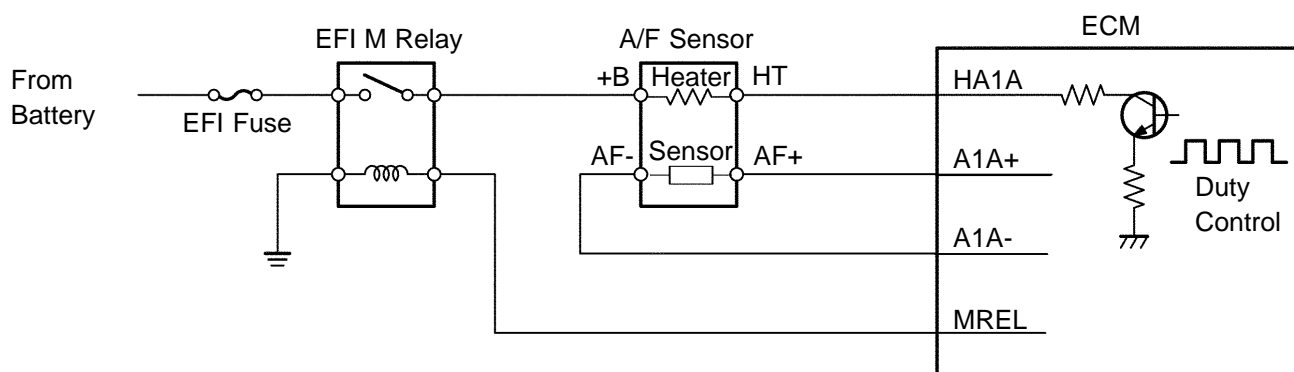 ECM
EFI M Relay
A/F Sensor
From
Battery
+B
Heater
HT
HA1A
EFI Fuse
AF-
Sensor
AF+
A1A+
Duty
Control
A1A-
MREL